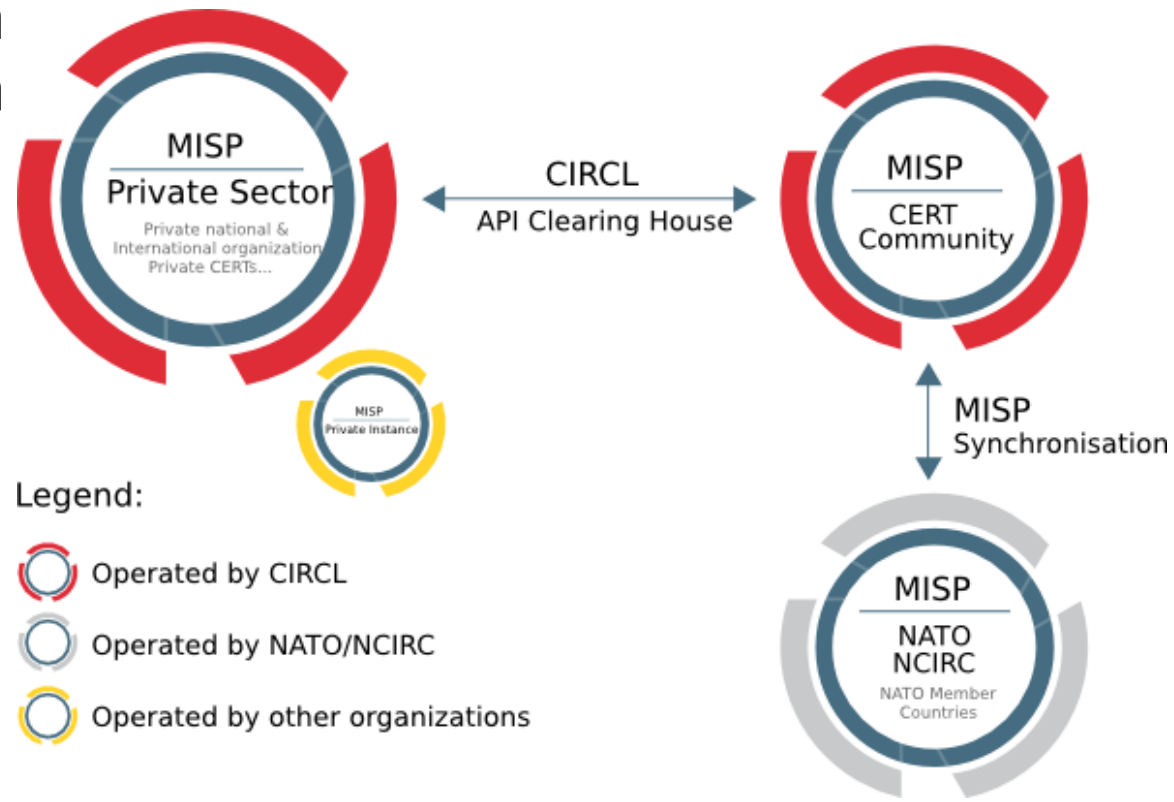 MISP
Private Sector
Private national &
International organization
Private CERTs...
CIRCL
API Clearing House
MISP
CERT
Community
MISP
Private Instance
MISP
Synchronisation
MISP
NATO
NCIRC
NATO Member
Countries
Legend:
Operated by CIRCL
Operated by NATO/NCIRC
Operated by other organizations